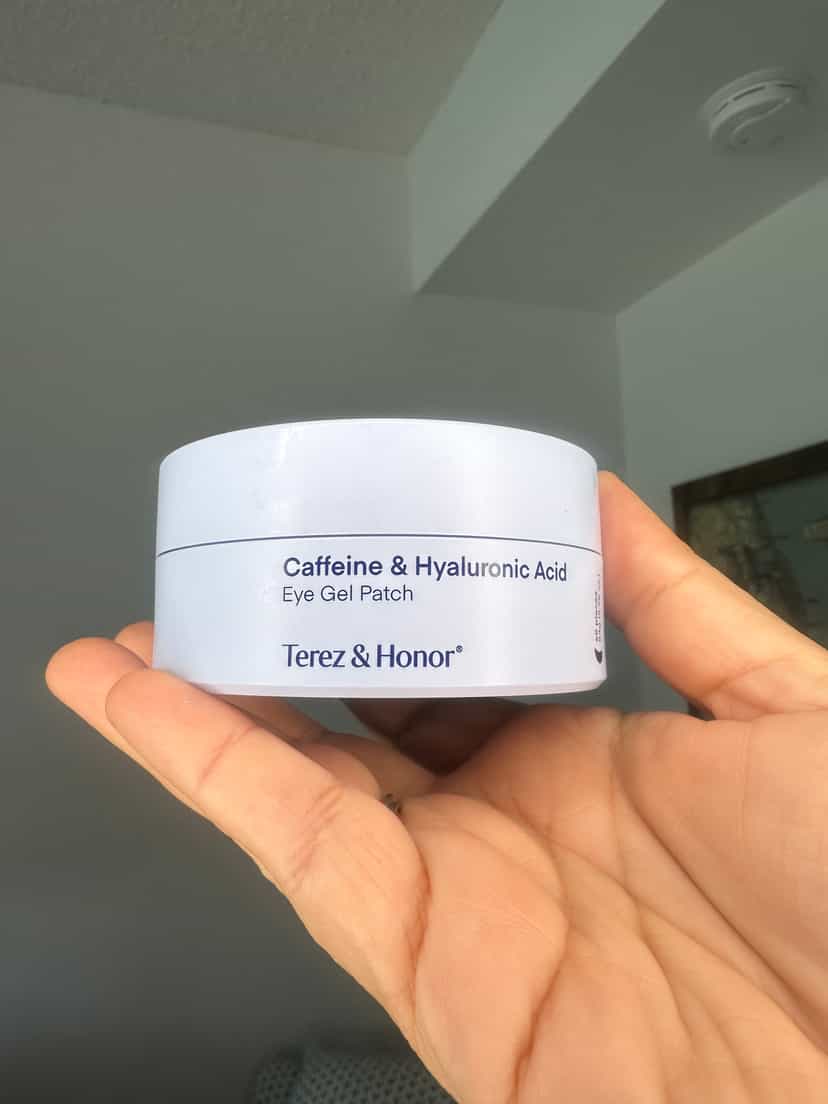 Caffeine & Hyaluronic Acid
Eye Gel Patch
Terez & Honor®